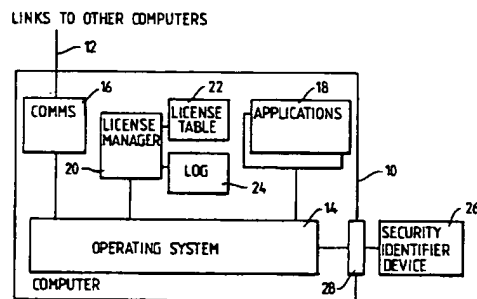 LINKS TO OTHER COMPUTERS
12
16
COMMS
22
LICENSE
TABLE
18
APPLICATIONS
LICENSE
MANAGER
20
LOG
24
10
14
OPERATING SYSTEM
26
SECURITY
IDENTIFIER
DEVICE
28
COMPUTER